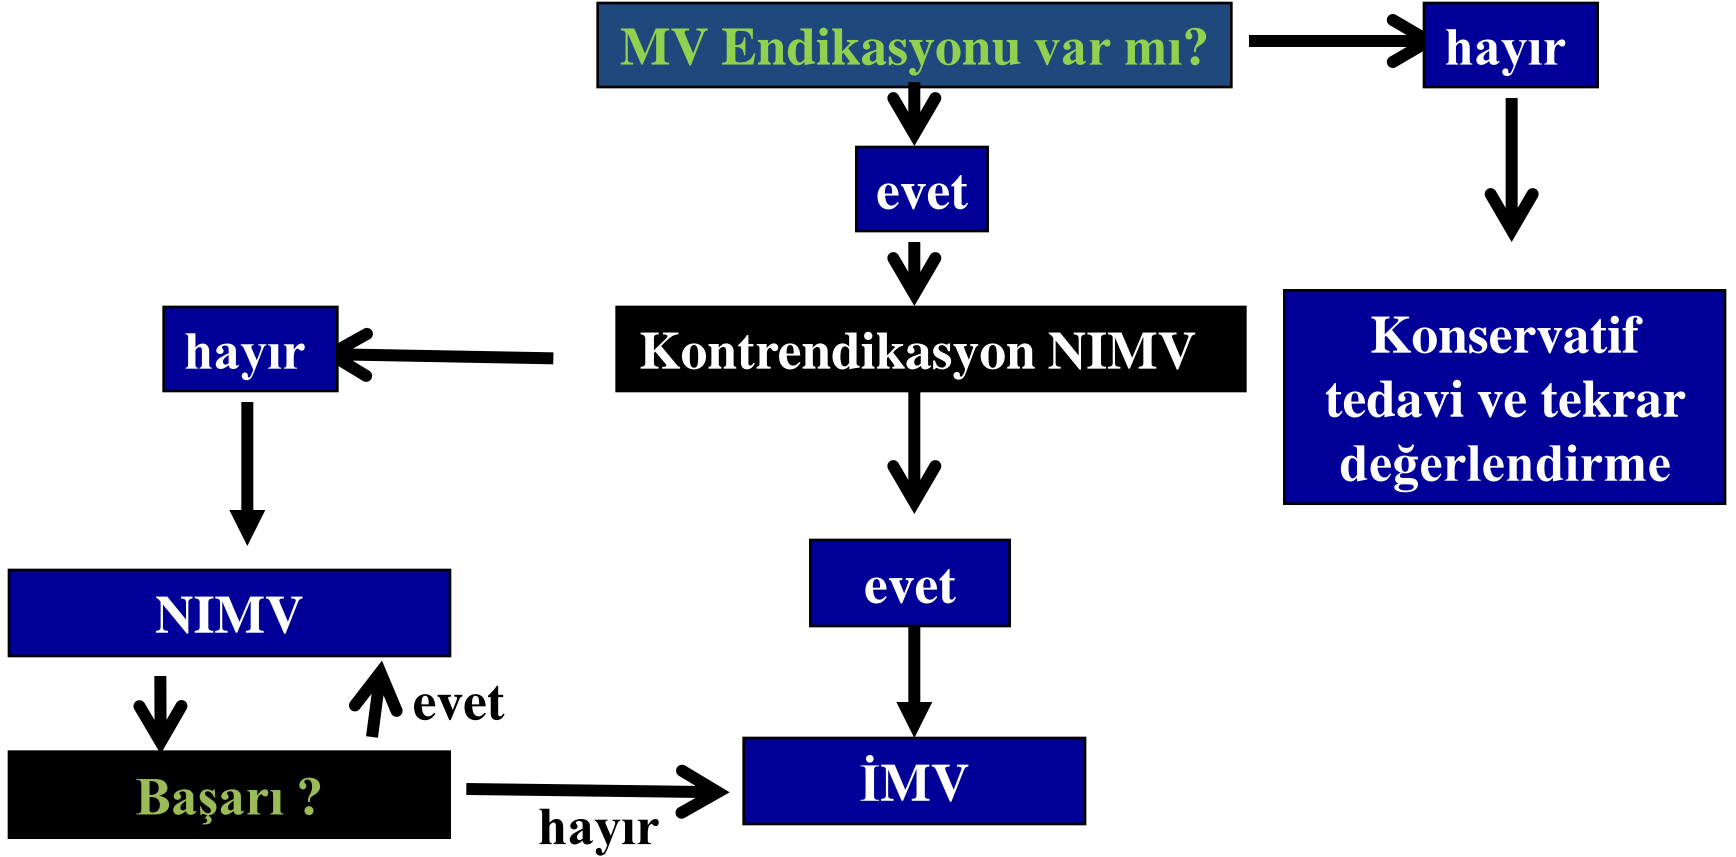 MV Endikasyonu var mı?
hayır
evet
hayır
Kontrendikasyon NIMV
Konservatif
tedavi ve tekrar
değerlendirme
evet
NIMV
evet
İMV
Başarı ?
hayır